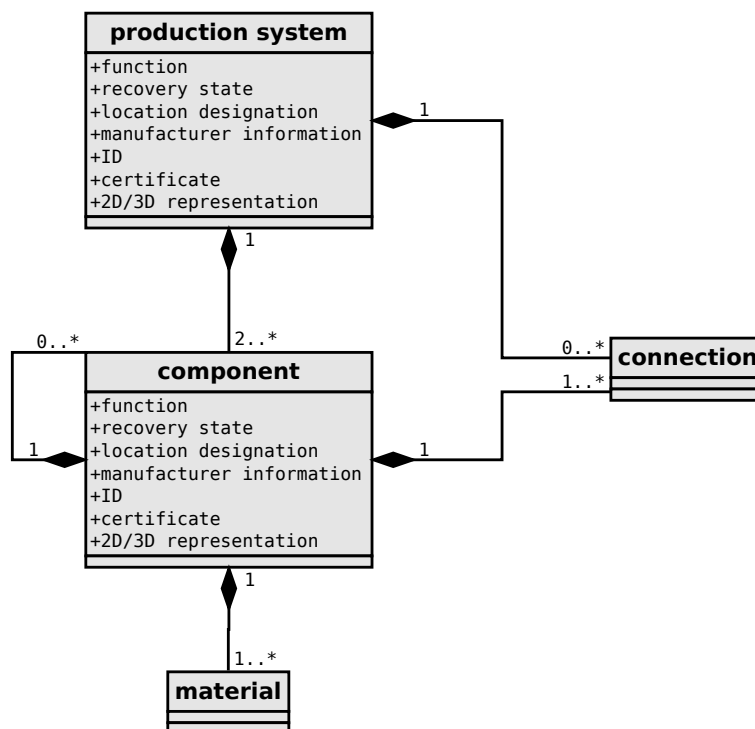 production system
+function
+recovery state
+location designation
+manufacturer information
+ID
+certificate
+2D/3D representation
1
1
0..*
2..*
0..*
connection
1..*
component
+function
+recovery state
+location designation
+manufacturer information
+ID
+certificate
+2D/3D representation
1
1
1
1..*
material